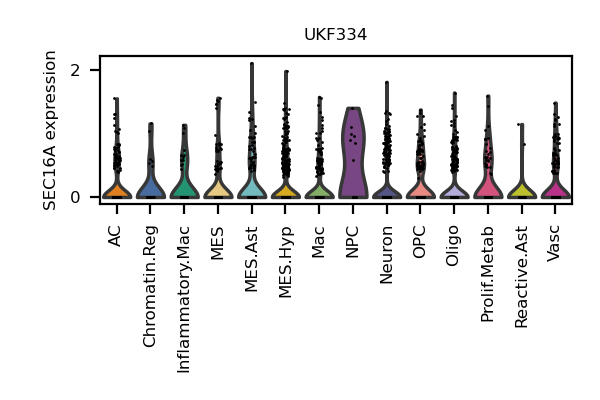 UKF334
SEC16A expression
2
0
AC
Chromatin.Reg
Inflammatory.Mac
MES
MES.Ast
MES.Hyp
Mac
NPC
Neuron
OPC
Oligo
Prolif.Metab
Reactive.Ast
Vasc